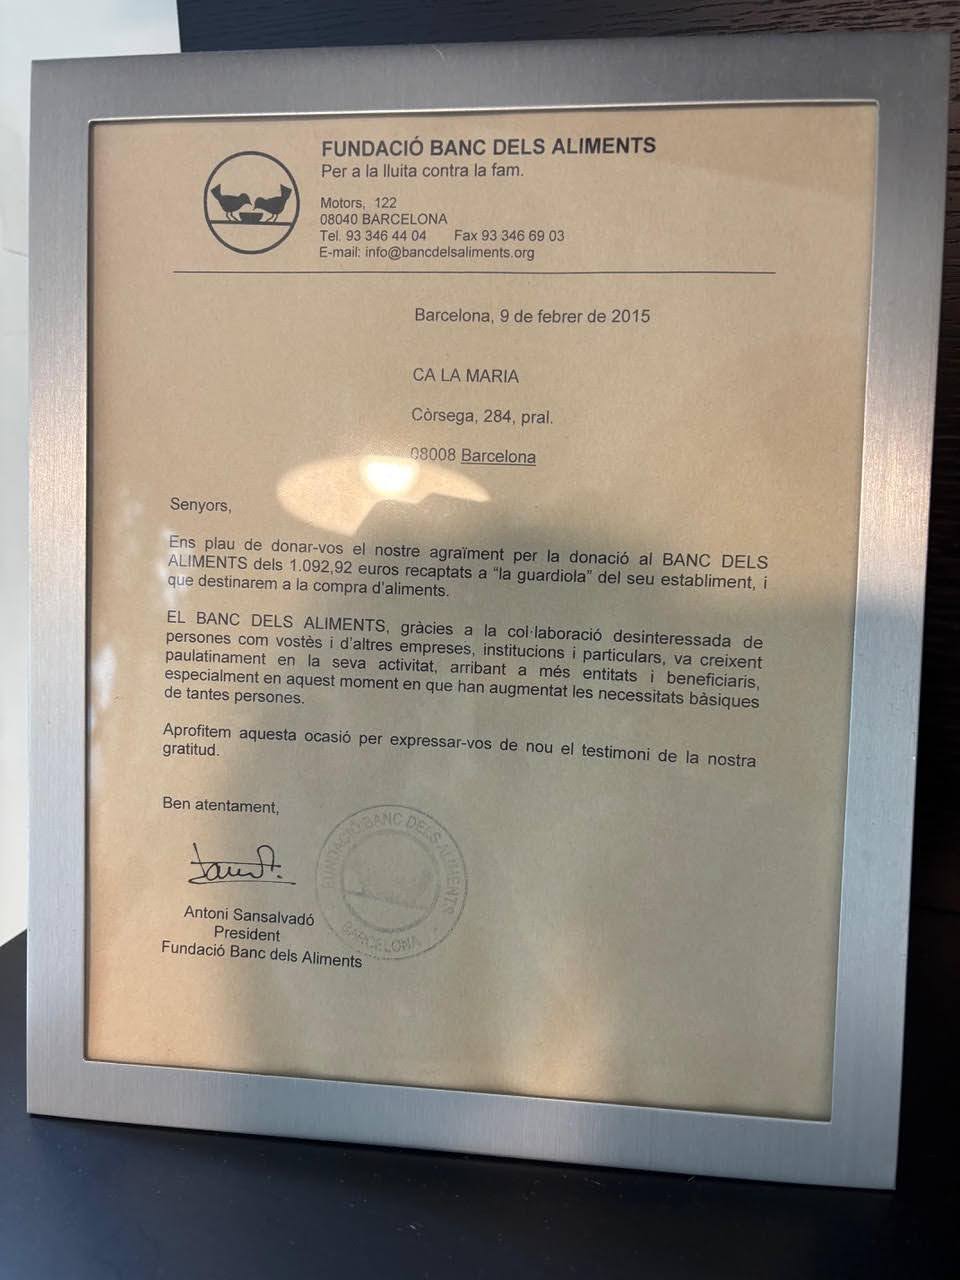 FUNDACIÓ BANC DELS ALIMENTS
Per a la lluita contra la fam.
Motors, 122
08040 BARCELONA
Tel. 93 346 44 04 Fax 93 346 69 03
E-mail: info@bancdelsaliments.org
Barcelona, 9 de febrer de 2015
CA LA MARIA
Còrsega, 284, pral.
08008 Barcelona
Senyors,
Ens plau de donar-vos el nostre agraïment per la donació al BANC DELS
ALIMENTS dels 1.092,92 euros recaptats a “la guardiola” del seu establiment, i
que destinarem a la compra d’aliments.
EL BANC DELS ALIMENTS, gràcies a la col·laboració desinteressada de
persones com vostès i d’altres empreses, institucions i particulars, va creixent
paulatinament en la seva activitat, arribant a més entitats i beneficiaris,
especialment en aquest moment en que han augmentat les necessitats bàsiques
de tantes persones.
Aprofitem aquesta ocasió per expressar-vos de nou el testimoni de la nostra
gratitud.
Ben atentament,
FUNDACIÓ BANC DELS ALIMENTS
BARCELONA
Antoni Sansalvadó
President
Fundació Banc dels Aliments